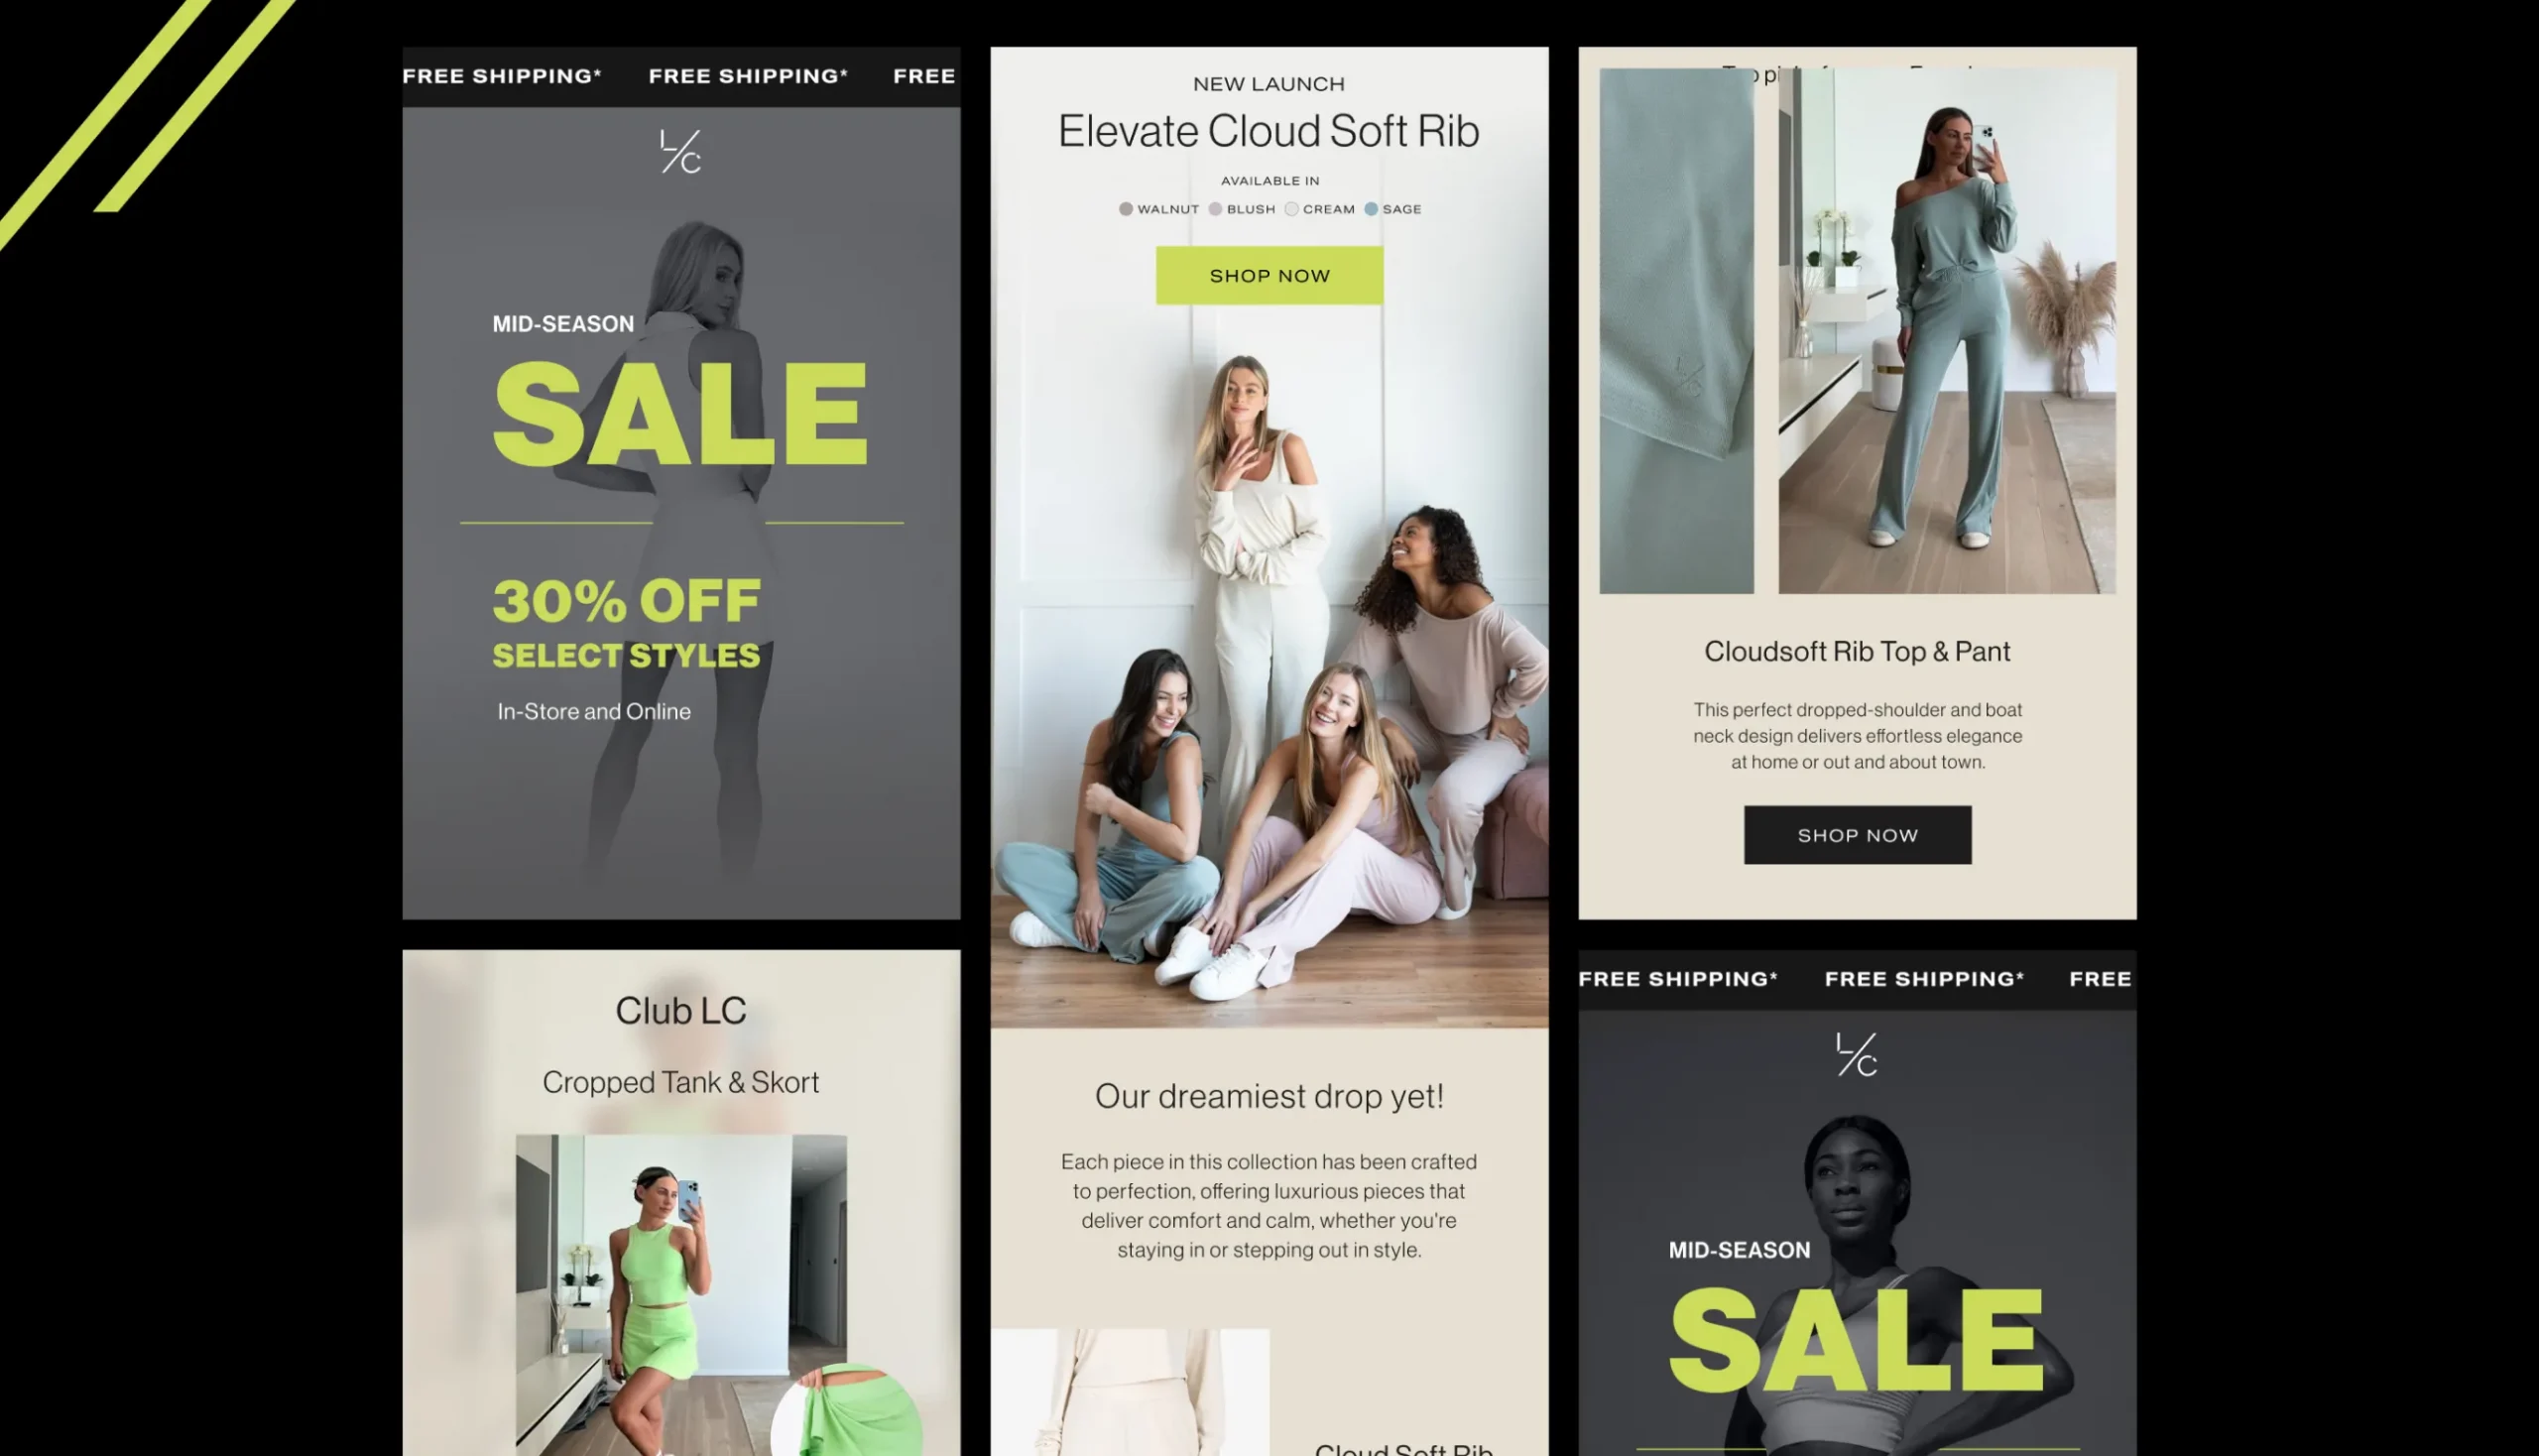 FREE SHIPPING* FREE SHIPPING* FREE
L/C
MID-SEASON
SALE
30% OFF
SELECT STYLES
In-Store and Online
Club LC
Cropped Tank & Skort
NEW LAUNCH
Elevate Cloud Soft Rib
AVAILABLE IN
WALNUT BLUSH CREAM SAGE
SHOP NOW
Our dreamiest drop yet!
Each piece in this collection has been crafted
to perfection, offering luxurious pieces that
deliver comfort and calm, whether you're
staying in or stepping out in style.
Cloud Soft Rib
Cloudsoft Rib Top & Pant
This perfect dropped-shoulder and boat
neck design delivers effortless elegance
at home or out and about town.
SHOP NOW
FREE SHIPPING* FREE SHIPPING* FREE
L/C
MID-SEASON
SALE